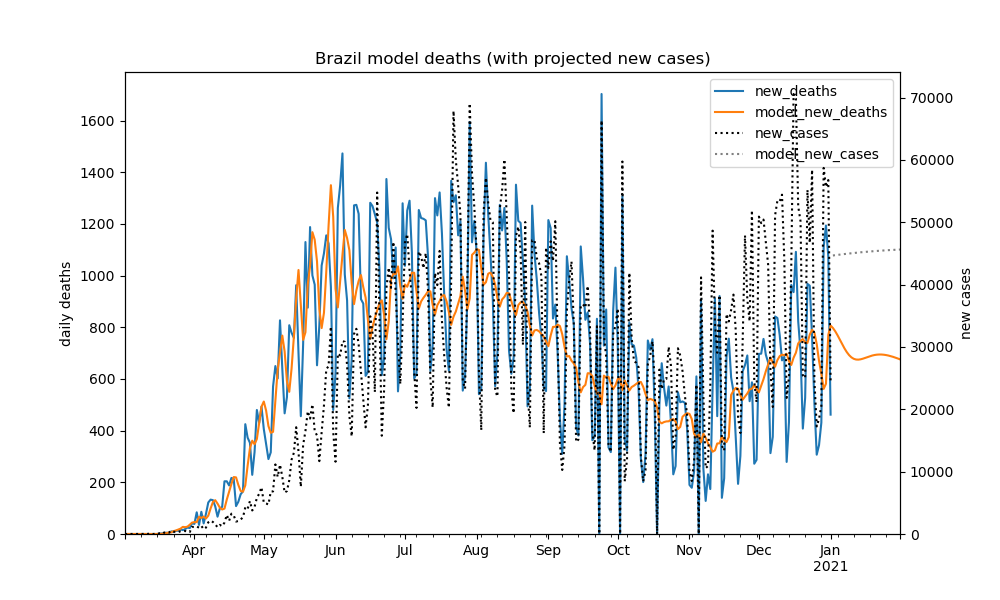 Brazil model deaths (with projected new cases)
new_deaths
model_new_deaths
new_cases
model_new_cases
daily deaths
1600
1400
1200
1000
800
600
400
200
0
new cases
70000
60000
50000
40000
30000
20000
10000
0
Apr May Jun Jul Aug Sep Oct Nov Dec Jan
2021